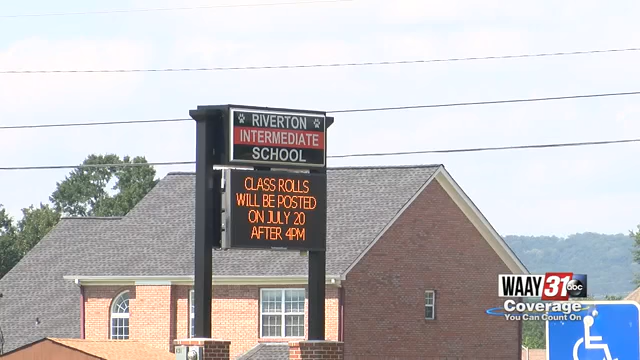 RIVERTON
INTERMEDIATE
SCHOOL
CLASS ROLLS
WILL BE POSTED
ON JULY 20
AFTER 4PM
WAAY 31 abc
Coverage
You Can Count On